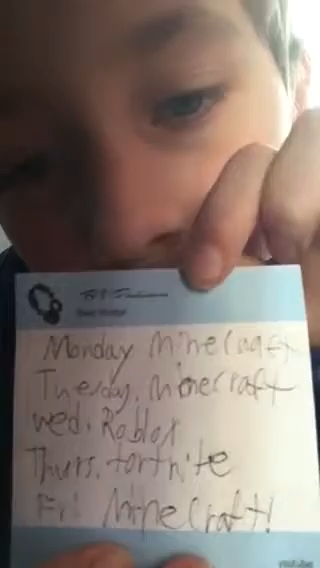 Monday Minecraft
Tuesday. Minecraft
Wed. Roblox
Thurs. fortnite
Fri Minecraft!